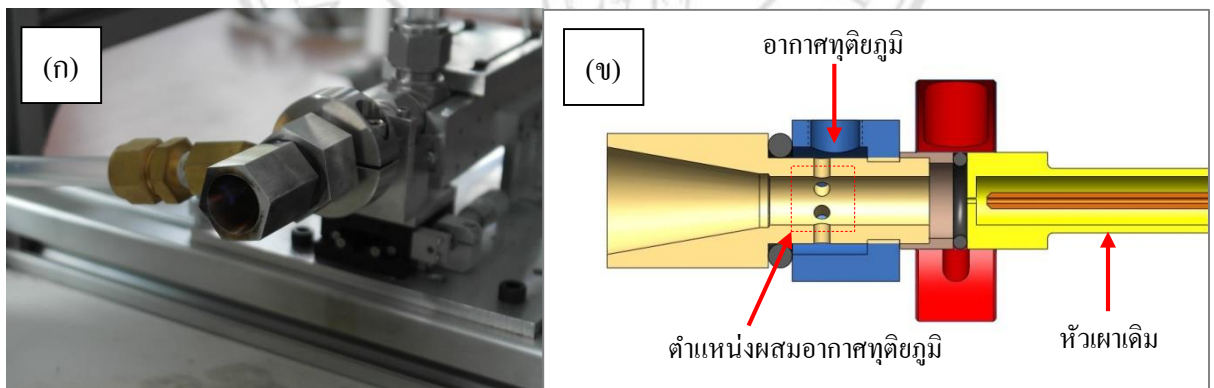 (ก)
(ข)
อากาศทุติยภูมิ
ตำแหน่งผสมอากาศทุติยภูมิ
หัวเผาเดิม